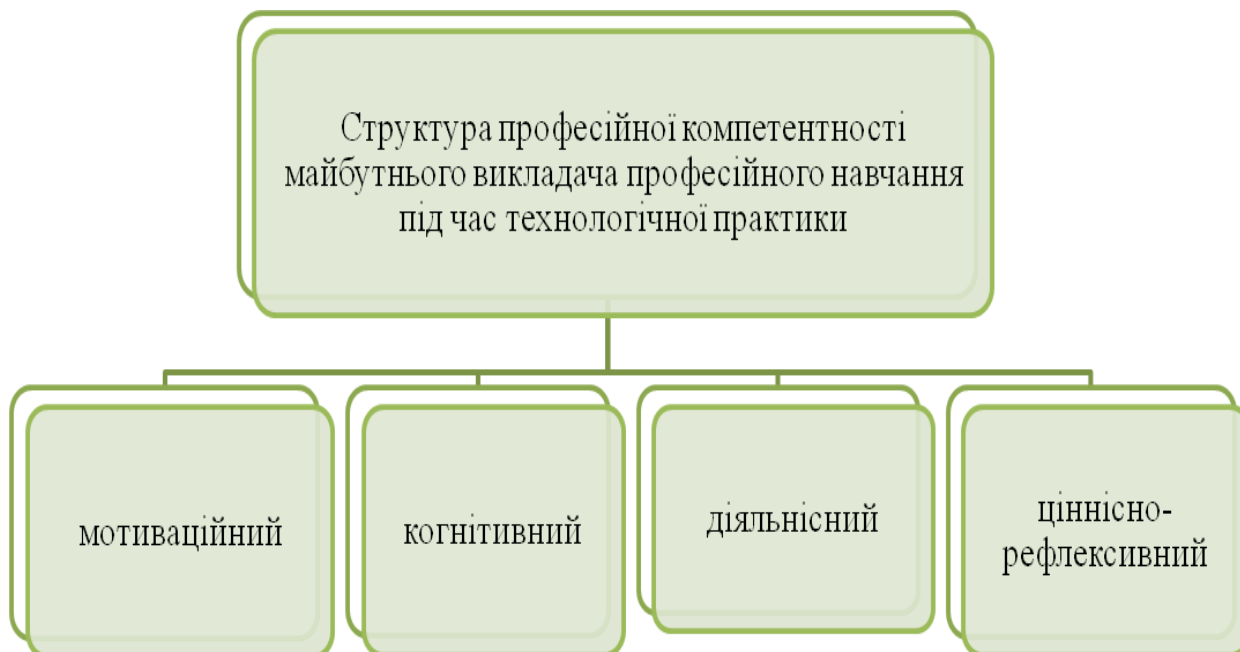 Структура професійної компетентності
майбутнього викладача професійного навчання
під час технологічної практики
мотиваційний
когнітивний
діяльнісний
ціннісно-
рефлексивний